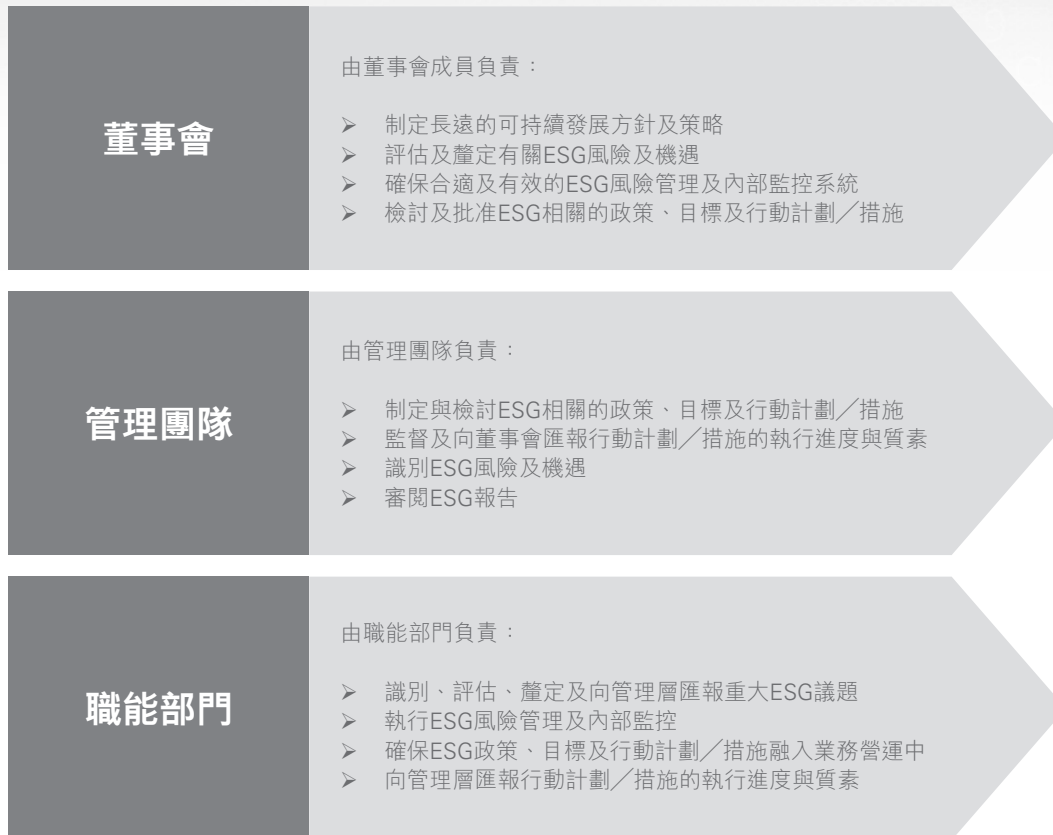 董事會
由董事會成員負責：
➢ 制定長遠的可持續發展方針及策略
➢ 評估及釐定有關ESG風險及機遇
➢ 確保合適及有效的ESG風險管理及內部監控系統
➢ 檢討及批准ESG相關的政策、目標及行動計劃／措施
管理團隊
由管理團隊負責：
➢ 制定與檢討ESG相關的政策、目標及行動計劃／措施
➢ 監督及向董事會匯報行動計劃／措施的執行進度與質素
➢ 識別ESG風險及機遇
➢ 審閱ESG報告
職能部門
由職能部門負責：
➢ 識別、評估、釐定及向管理層匯報重大ESG議題
➢ 執行ESG風險管理及內部監控
➢ 確保ESG政策、目標及行動計劃／措施融入業務營運中
➢ 向管理層匯報行動計劃／措施的執行進度與質素